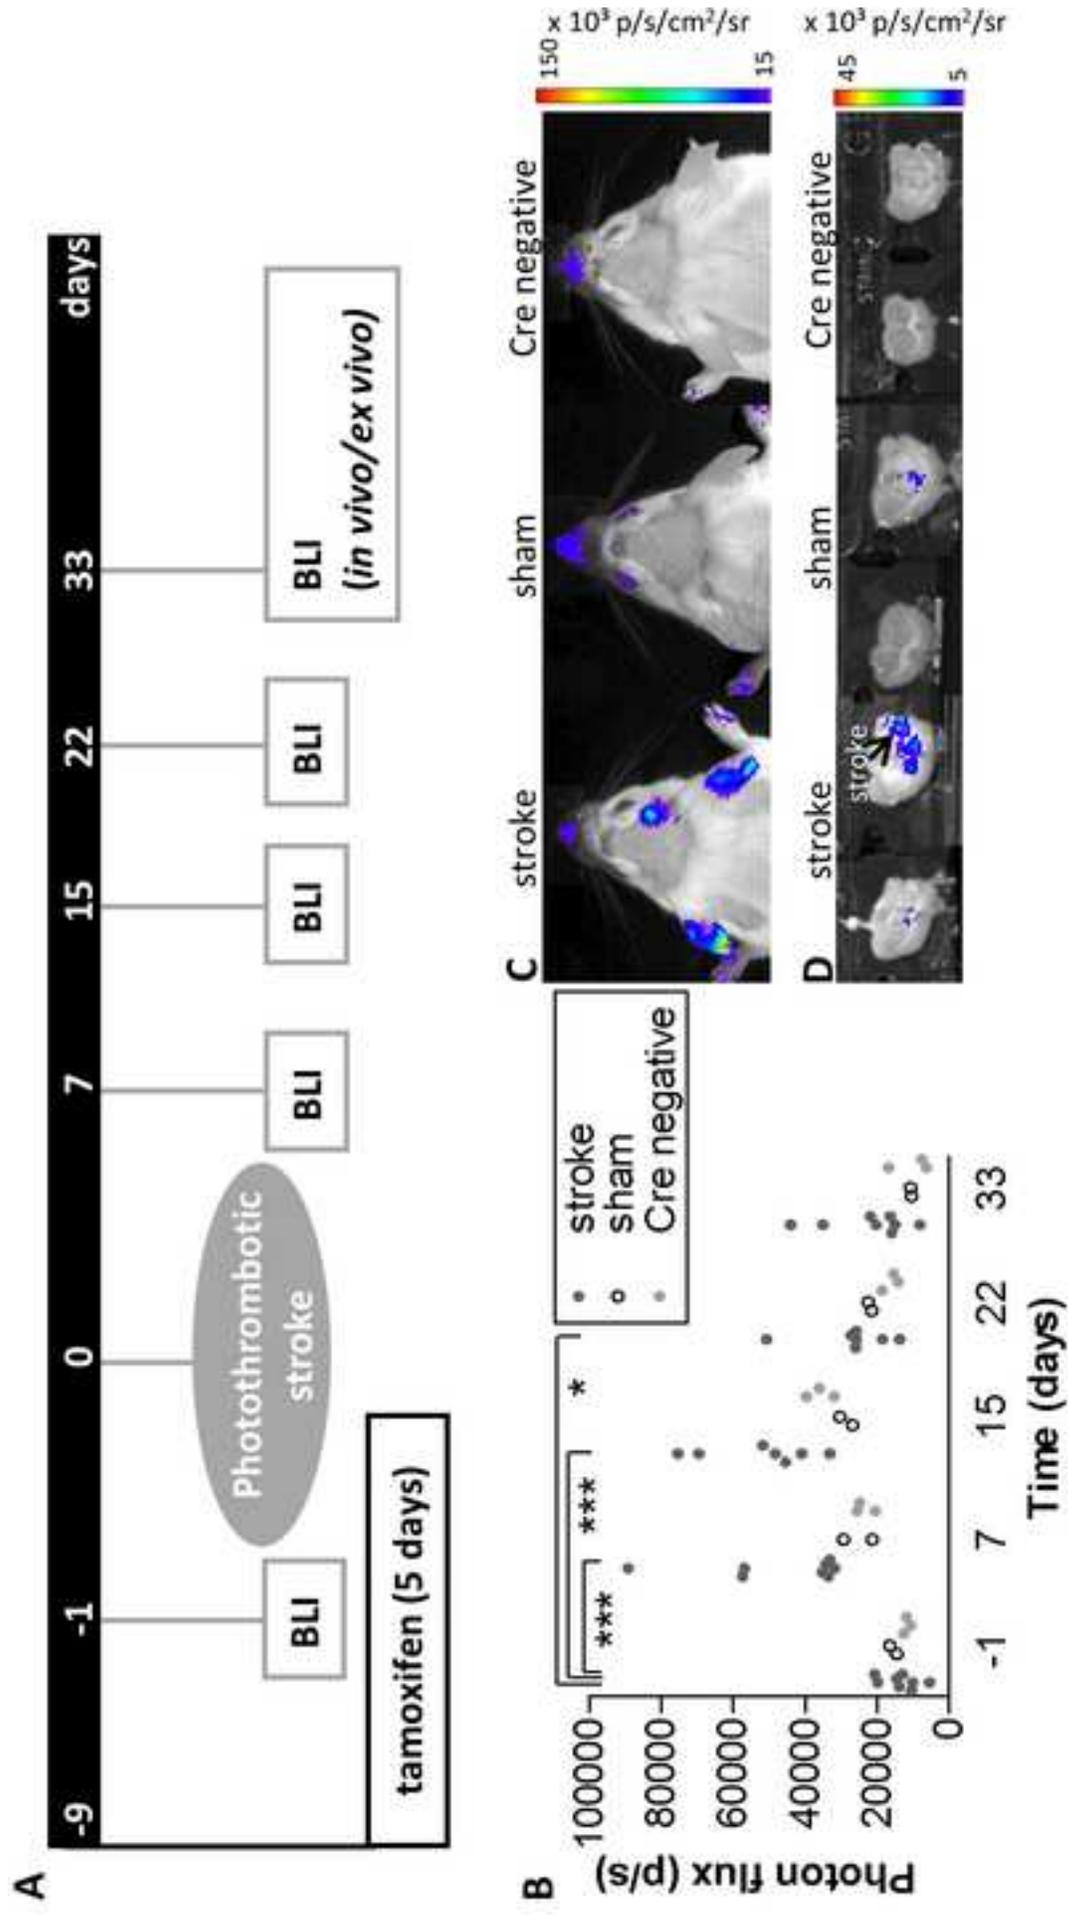 A
-9 -1 0 7 15 22 33 days
BLI
Photothrombotic
stroke
BLI
BLI
BLI
BLI
(in vivo/ex vivo)
tamoxifen (5 days)
B
Photon flux (p/s)
100000
80000
60000
40000
20000
0
***
***
*
stroke
sham
Cre negative
-1 7 15 22 33
Time (days)
C
stroke sham Cre negative
150 x 10³ p/s/cm²/sr
15
D
stroke sham Cre negative
stroke
45 x 10³ p/s/cm²/sr
5